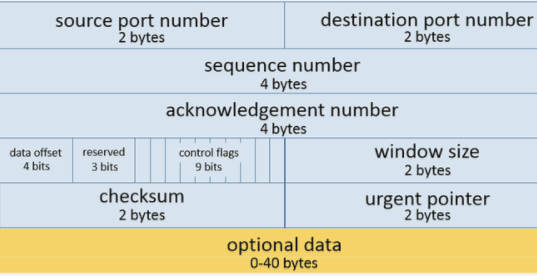 source port number
2 bytes
destination port number
2 bytes
sequence number
4 bytes
acknowledgement number
4 bytes
data offset
4 bits
reserved
3 bits
control flags
9 bits
window size
2 bytes
checksum
2 bytes
urgent pointer
2 bytes
optional data
0-40 bytes